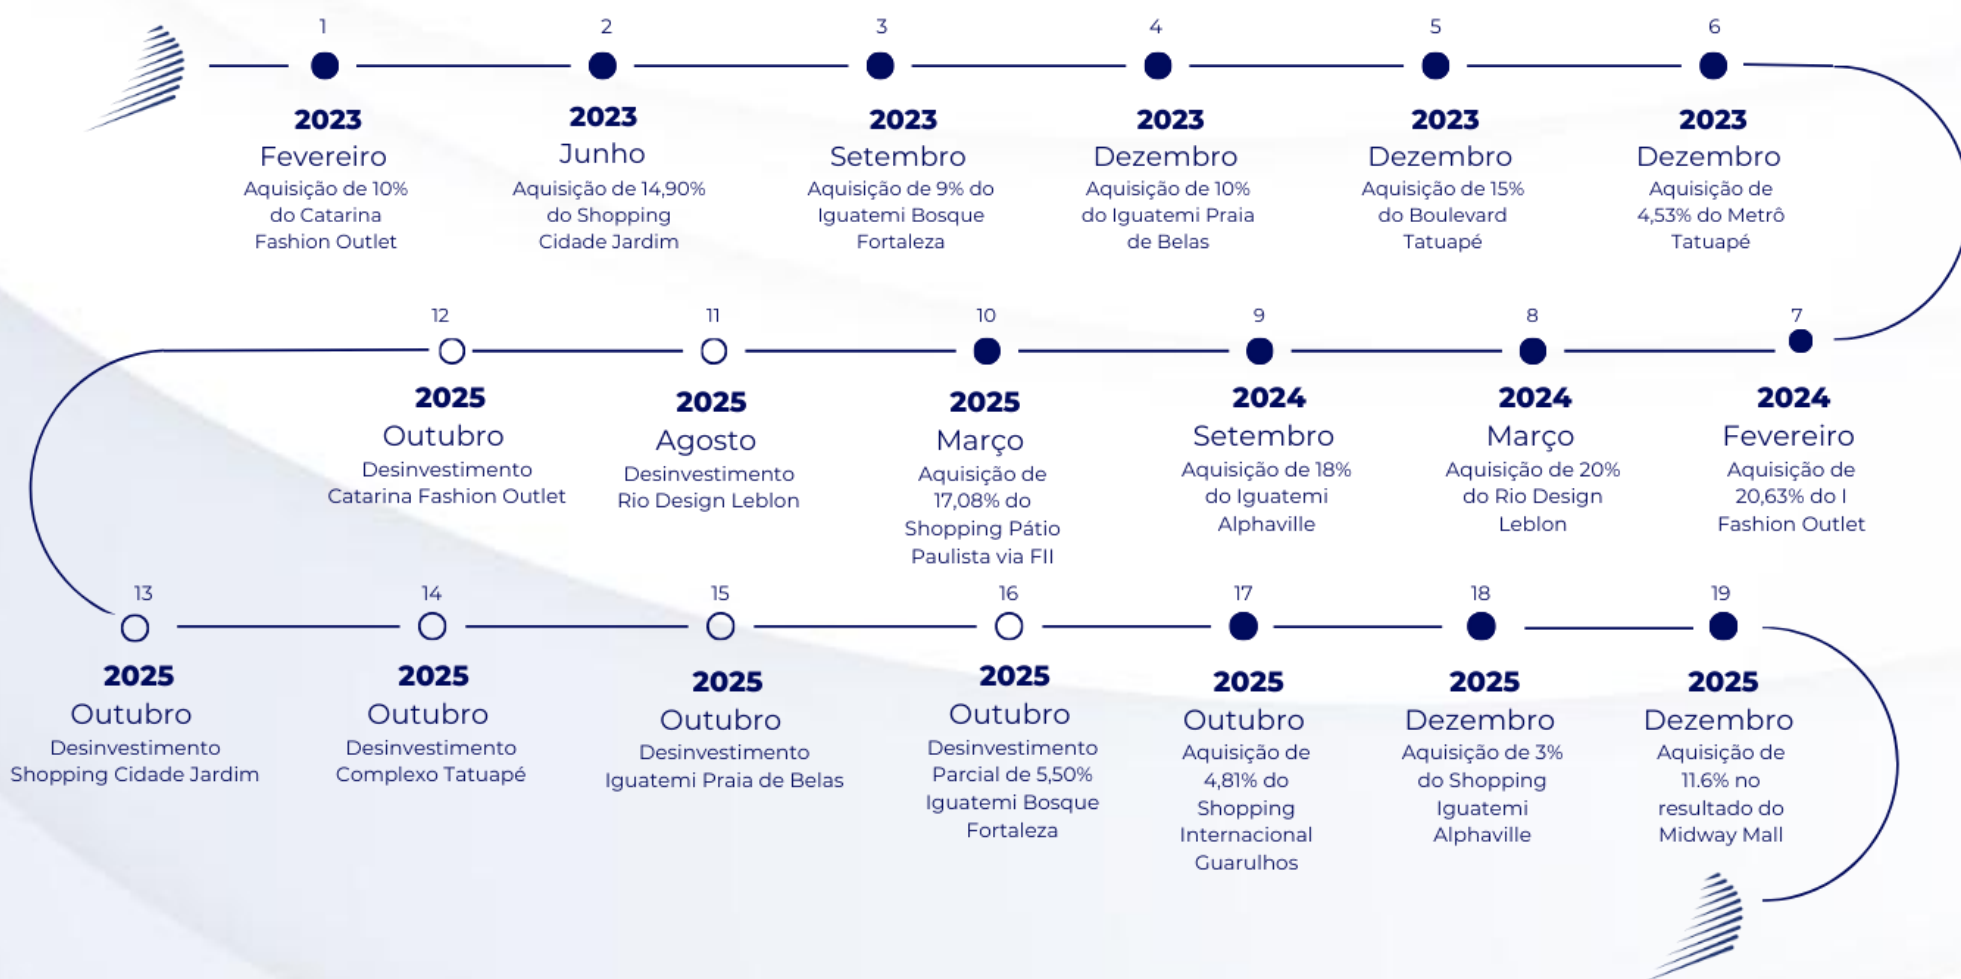 1
2023
Fevereiro
Aquisição de 10%
do Catarina
Fashion Outlet
2
2023
Junho
Aquisição de 14,90%
do Shopping
Cidade Jardim
3
2023
Setembro
Aquisição de 9% do
Iguatemi Bosque
Fortaleza
4
2023
Dezembro
Aquisição de 10%
do Iguatemi Praia
de Belas
5
2023
Dezembro
Aquisição de 15%
do Boulevard
Tatuapé
6
2023
Dezembro
Aquisição de
4,53% do Metrô
Tatuapé
7
2024
Fevereiro
Aquisição de
20,63% do I
Fashion Outlet
8
2024
Março
Aquisição de 20%
do Rio Design
Leblon
9
2024
Setembro
Aquisição de 18%
do Iguatemi
Alphaville
10
2025
Março
Aquisição de
17,08% do
Shopping Pátio
Paulista via FII
11
2025
Agosto
Desinvestimento
Rio Design Leblon
12
2025
Outubro
Desinvestimento
Catarina Fashion Outlet
13
2025
Outubro
Desinvestimento
Shopping Cidade Jardim
14
2025
Outubro
Desinvestimento
Complexo Tatuapé
15
2025
Outubro
Desinvestimento
Iguatemi Praia de Belas
16
2025
Outubro
Desinvestimento
Parcial de 5,50%
Iguatemi Bosque
Fortaleza
17
2025
Outubro
Aquisição de
4,81% do
Shopping
Internacional
Guarulhos
18
2025
Dezembro
Aquisição de 3%
do Shopping
Iguatemi
Alphaville
19
2025
Dezembro
Aquisição de
11.6% no
resultado do
Midway Mall